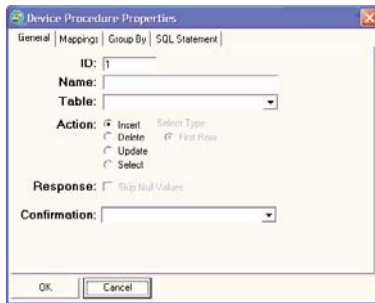 Device Procedure Properties
General Mappings Group By SQL Statement
ID: 1
Name:
Table:
Action: Insert Select Type
Delete First Row
Update
Select
Response: Skip Null Values
Confirmation:
OK Cancel